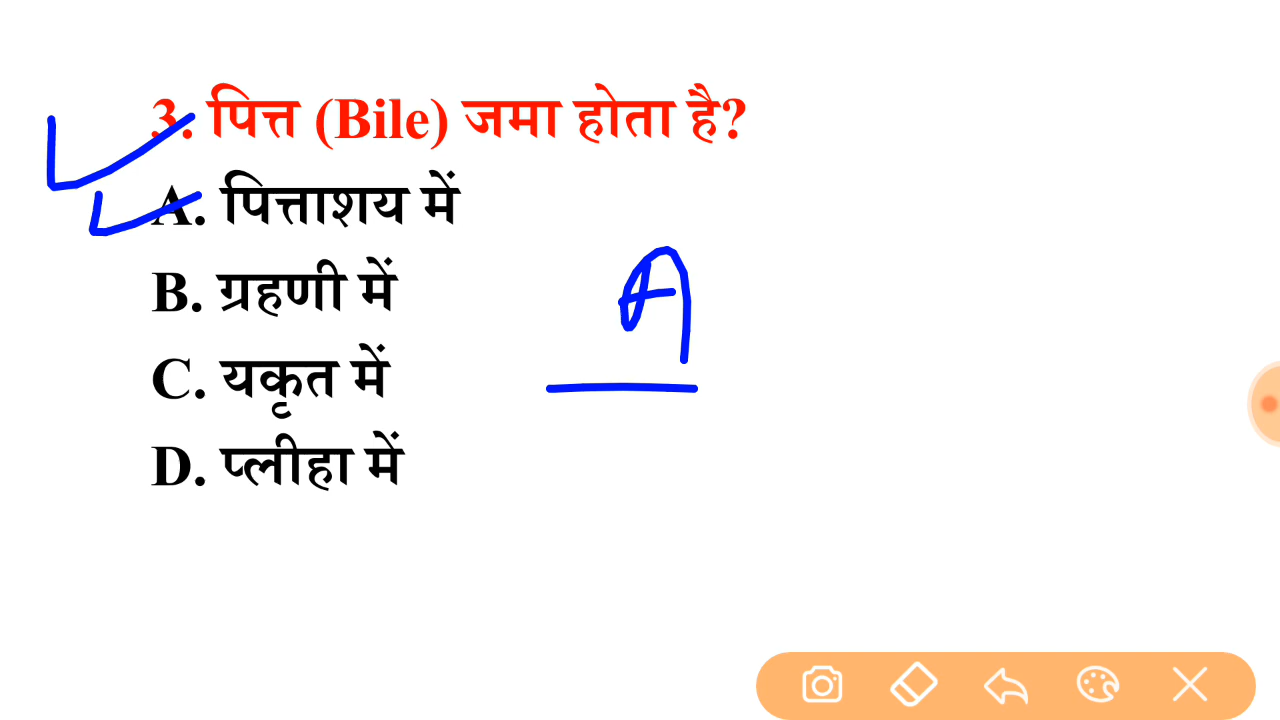 3. पित्त (Bile) जमा होता है?
A. पित्ताशय में
B. ग्रहणी में
A
C. यकृत में
D. प्लीहा में